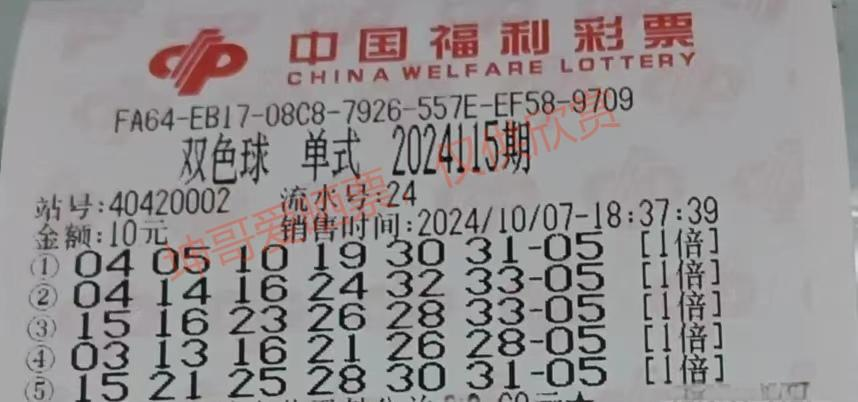 中国福利彩票
CHINA WELFARE LOTTERY
FA64-EB17-08C8-7926-557E-EF58-9709
双色球 单式 2024115期
站号:40420002 流水号:24
金额:10元 销售时间:2024/10/07-18:37:39
① 04 05 10 19 30 31-05 [1倍]
② 04 14 16 24 32 33-05 [1倍]
③ 15 16 23 26 28 33-05 [1倍]
④ 03 13 16 21 26 28-05 [1倍]
⑤ 15 21 25 28 30 31-05 [1倍]
坤哥爱晒票 仅供欣赏